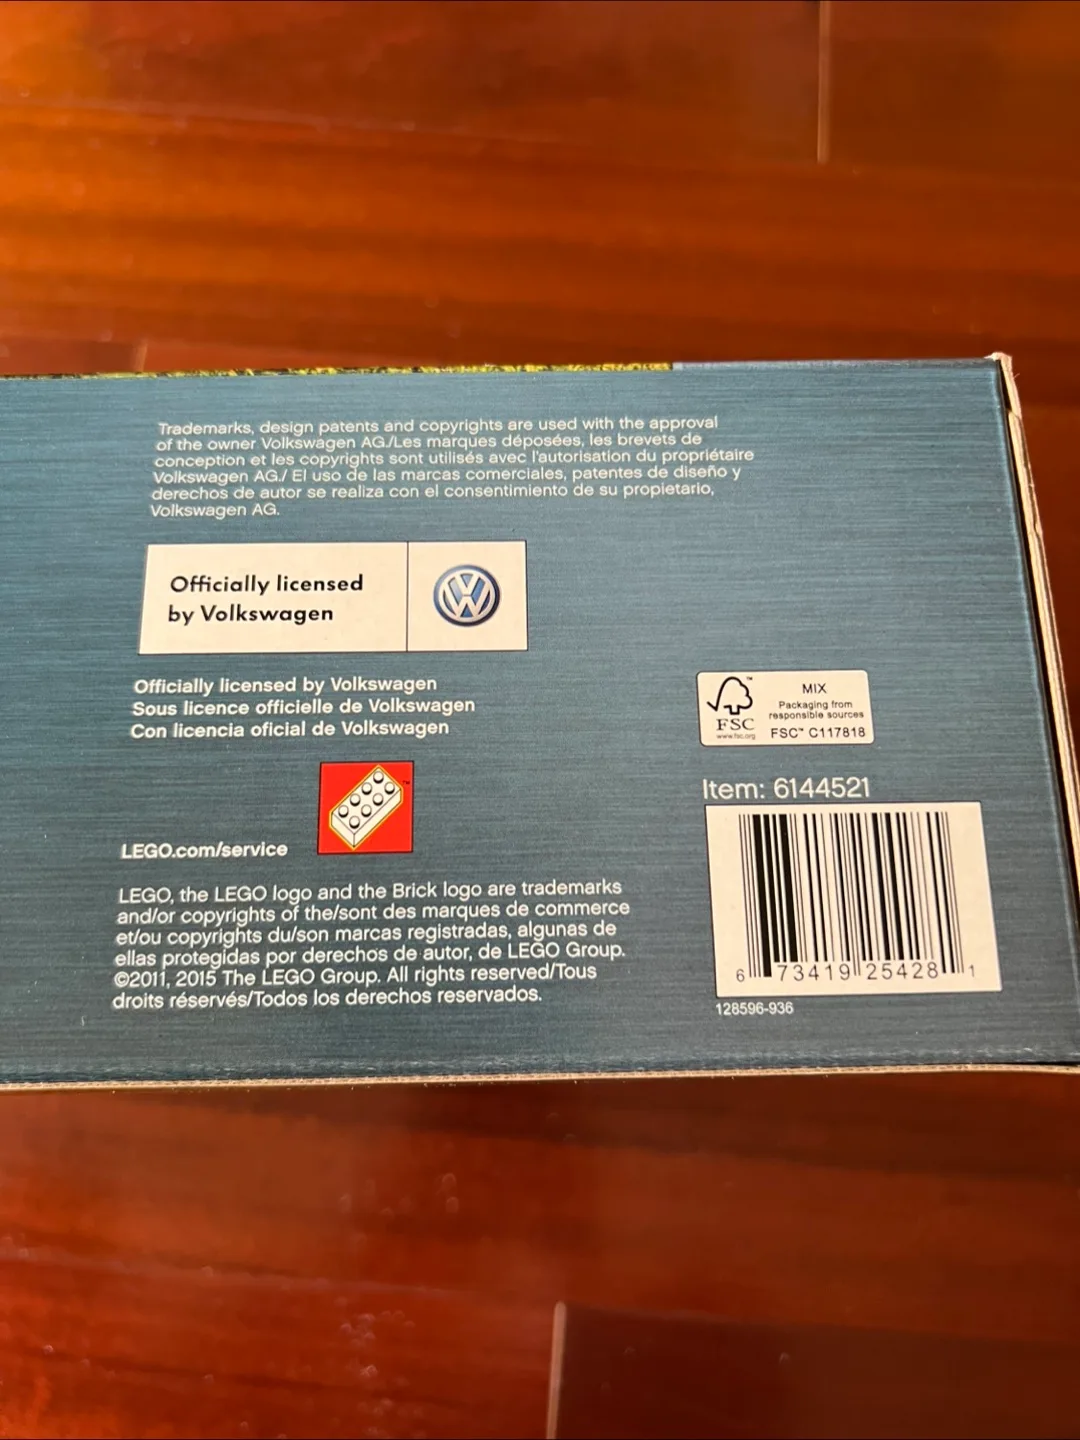 Trademarks, design patents and copyrights are used with the approval
of the owner Volkswagen AG./Les marques déposées, les brevets de
conception et les copyrights sont utilisés avec l'autorisation du propriétaire
Volkswagen AG./ El uso de las marcas comerciales, patentes de diseño y
derechos de autor se realiza con el consentimiento de su propietario,
Volkswagen AG.
Officially licensed
by Volkswagen
VW
Officially licensed by Volkswagen
Sous licence officielle de Volkswagen
Con licencia oficial de Volkswagen
FSC™
www.fsc.org
MIX
Packaging from
responsible sources
FSC™ C117818
Item: 6144521
6 73419 25428 1
128596-936
LEGO.com/service
™
LEGO, the LEGO logo and the Brick logo are trademarks
and/or copyrights of the/sont des marques de commerce
et/ou copyrights du/son marcas registradas, algunas de
ellas protegidas por derechos de autor, de LEGO Group.
©2011, 2015 The LEGO Group. All rights reserved/Tous
droits réservés/Todos los derechos reservados.